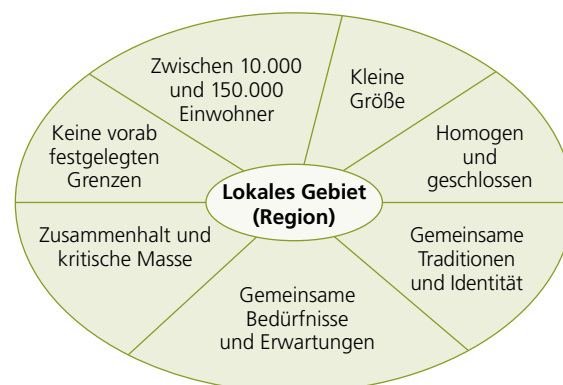 Zwischen 10.000
und 150.000
Einwohner
Kleine
Größe
Keine vorab
festgelegten
Grenzen
Homogen
und
geschlossen
Lokales Gebiet
(Region)
Zusammenhalt und
kritische Masse
Gemeinsame
Traditionen
und Identität
Gemeinsame
Bedürfnisse
und Erwartungen